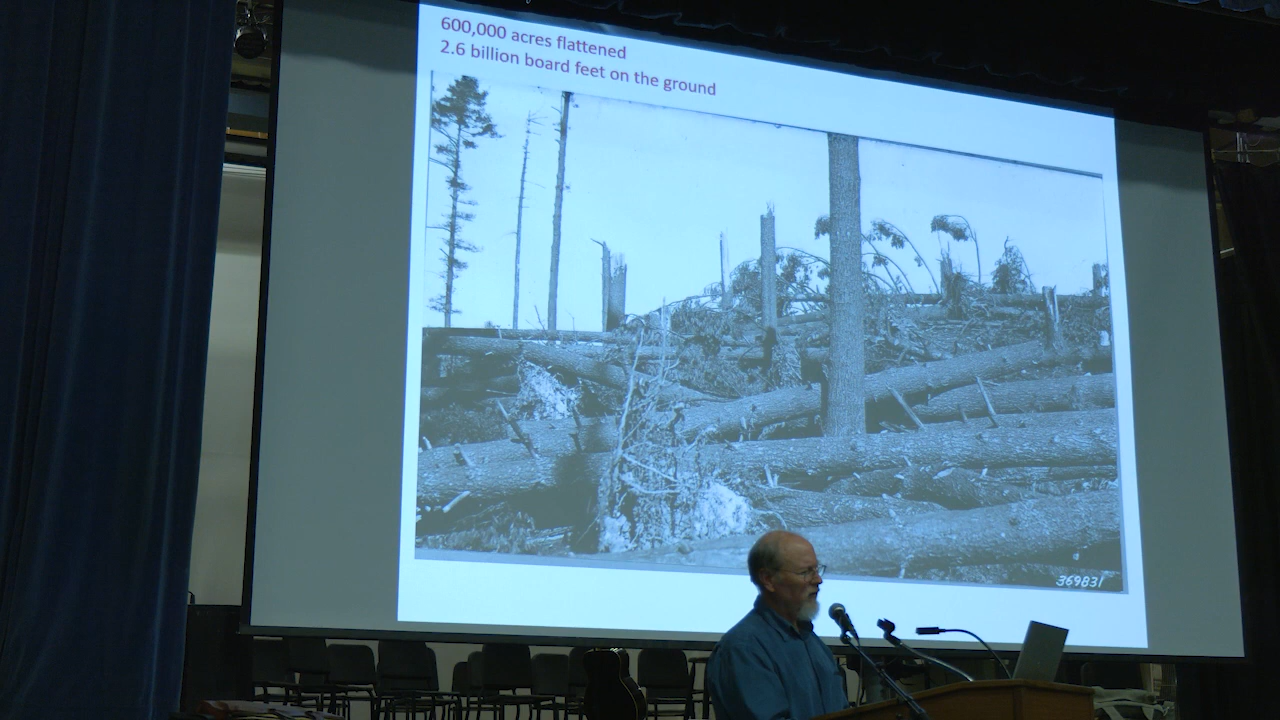 600,000 acres flattened
2.6 billion board feet on the ground
369831